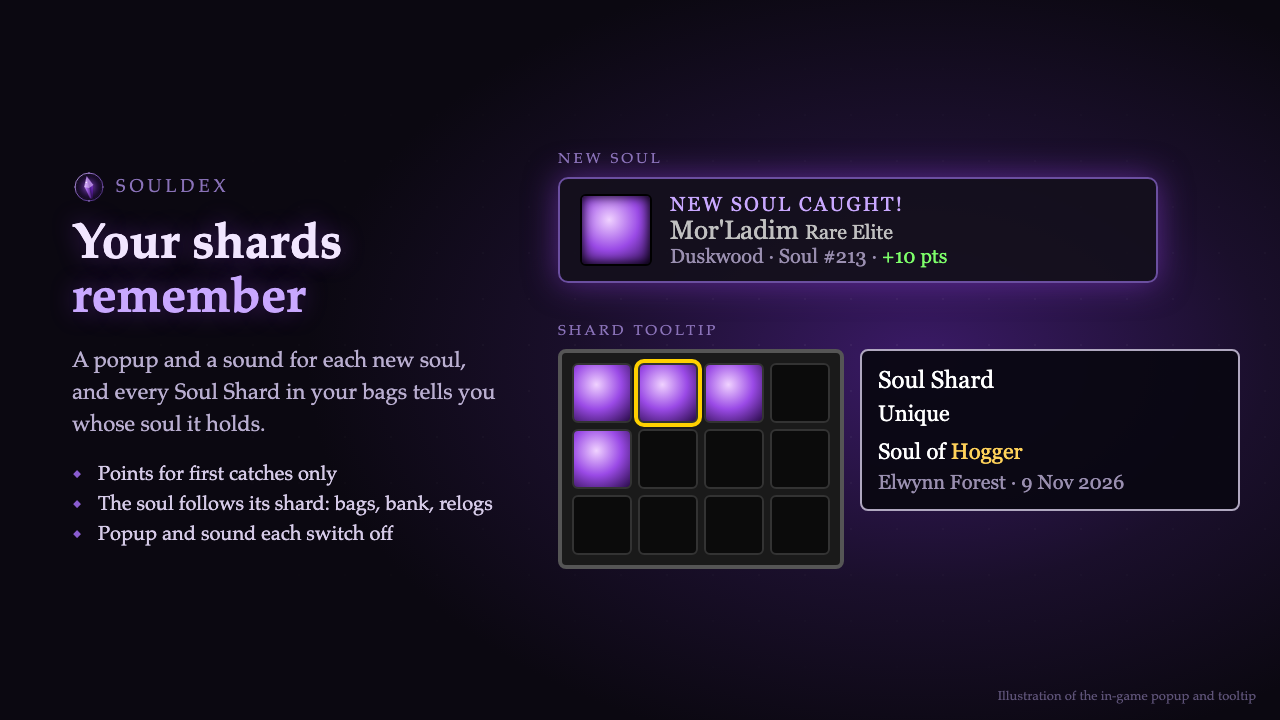 SOULDEX
Your shards
remember
A popup and a sound for each new soul,
and every Soul Shard in your bags tells you
whose soul it holds.
Points for first catches only
The soul follows its shard: bags, bank, relogs
Popup and sound each switch off
NEW SOUL
NEW SOUL CAUGHT!
Mor'Ladim Rare Elite
Duskwood · Soul #213 · +10 pts
SHARD TOOLTIP
Soul Shard
Unique
Soul of Hogger
Elwynn Forest · 9 Nov 2026
Illustration of the in-game popup and tooltip